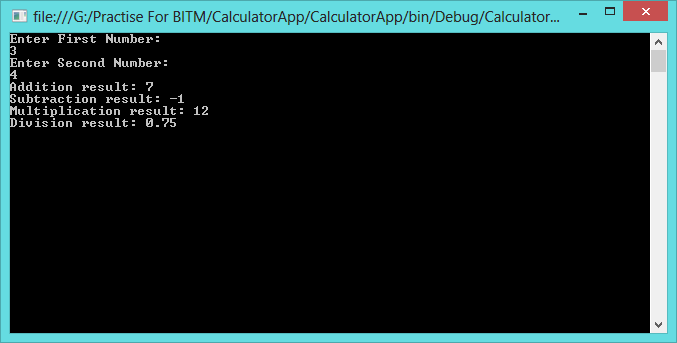 file:///G:/Practise For BITM/CalculatorApp/CalculatorApp/bin/Debug/Calculator...
Enter First Number:
3
Enter Second Number:
4
Addition result: 7
Subtraction result: -1
Multiplication result: 12
Division result: 0.75